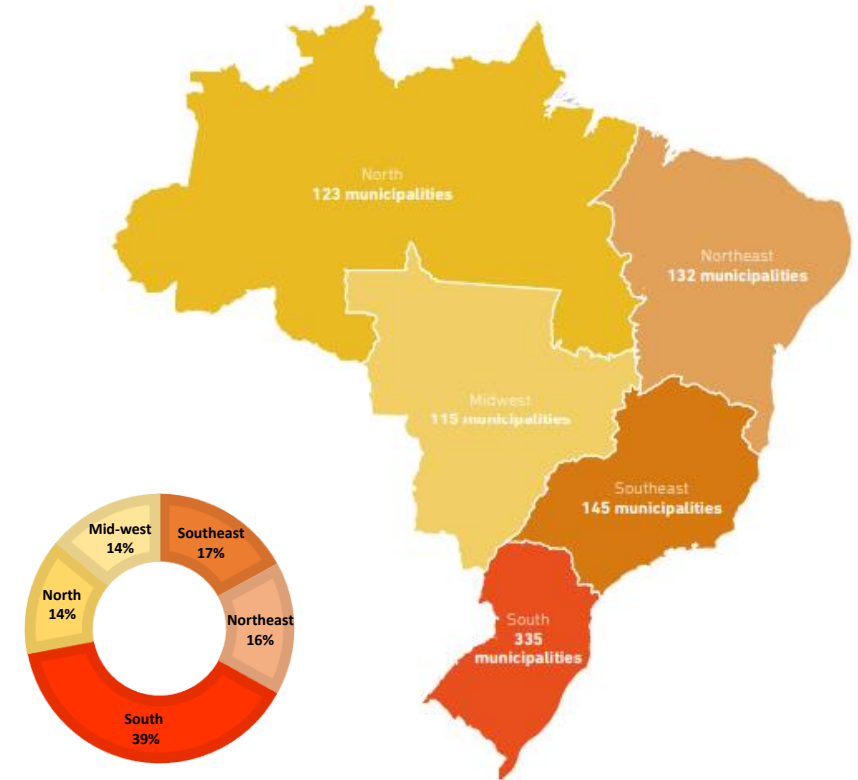 North
123 municipalities
Northeast
132 municipalities
Midwest
115 municipalities
Southeast
145 municipalities
South
335
municipalities
Mid-west
14%
Southeast
17%
North
14%
Northeast
16%
South
39%